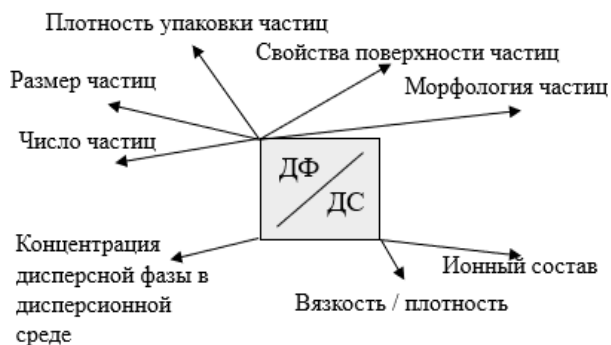 Плотность упаковки частиц
Свойства поверхности частиц
Размер частиц
Морфология частиц
Число частиц
ДФ
ДС
Концентрация
дисперсной фазы в
дисперсионной
среде
Ионный состав
Вязкость / плотность